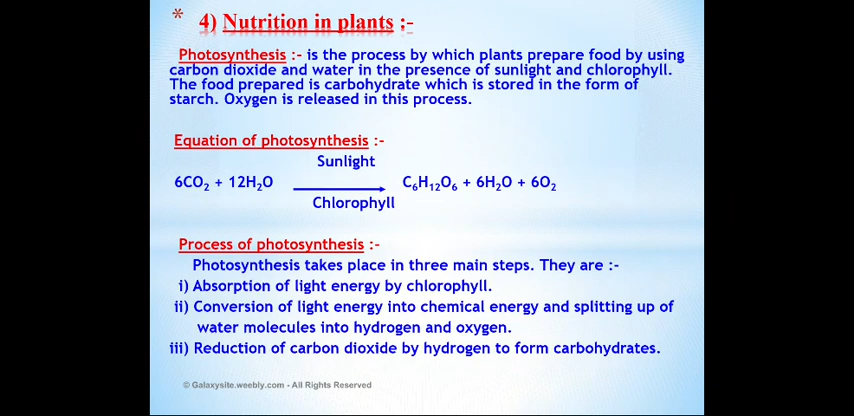 * 4) Nutrition in plants :-
Photosynthesis :- is the process by which plants prepare food by using
carbon dioxide and water in the presence of sunlight and chlorophyll.
The food prepared is carbohydrate which is stored in the form of
starch. Oxygen is released in this process.
Equation of photosynthesis :-
Sunlight
6CO₂ + 12H₂O C₆H₁₂O₆ + 6H₂O + 6O₂
Chlorophyll
Process of photosynthesis :-
Photosynthesis takes place in three main steps. They are :-
i) Absorption of light energy by chlorophyll.
ii) Conversion of light energy into chemical energy and splitting up of
water molecules into hydrogen and oxygen.
iii) Reduction of carbon dioxide by hydrogen to form carbohydrates.
© Galaxysite.weebly.com - All Rights Reserved